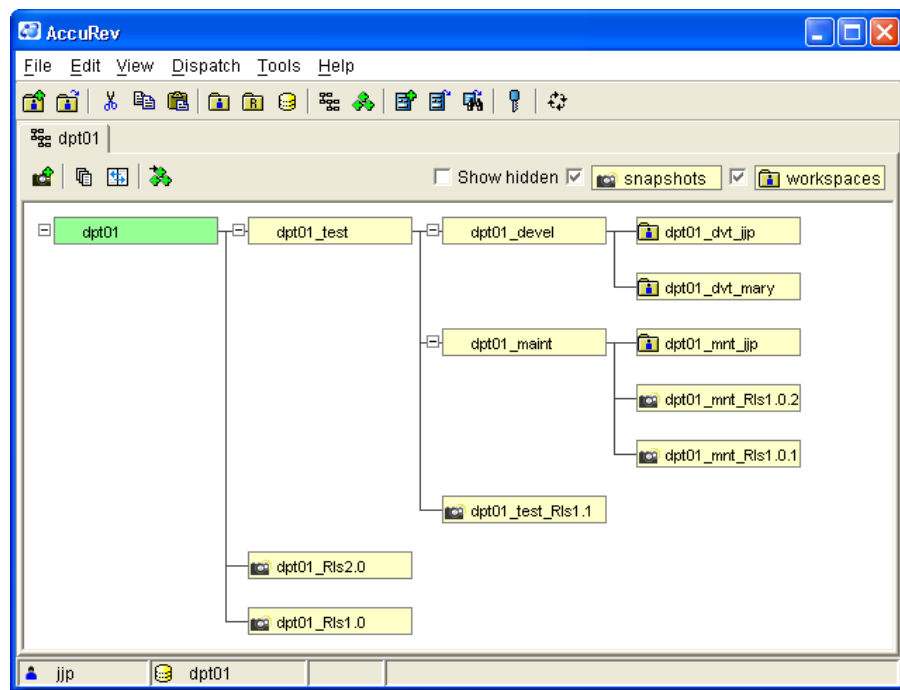 AccuRev
File Edit View Dispatch Tools Help
dpt01
Show hidden snapshots workspaces
dpt01 dpt01_test dpt01_devel dpt01_dvt_jjp
dpt01_dvt_mary
dpt01_maint dpt01_mnt_jjp
dpt01_mnt_Rls1.0.2
dpt01_mnt_Rls1.0.1
dpt01_test_Rls1.1
dpt01_Rls2.0
dpt01_Rls1.0
jjp dpt01